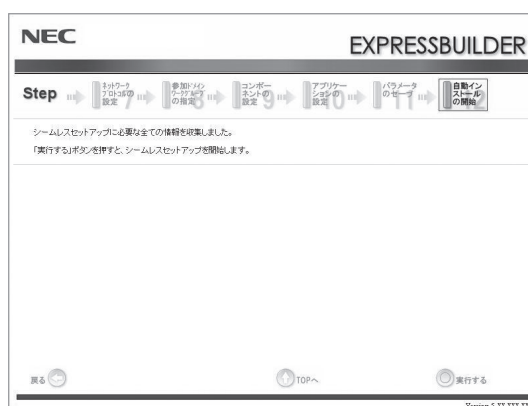 NEC
EXPRESSBUILDER
Step
ネットワーク
プロトコルの
設定
7
参加ドメイン
ワークグループ
の指定
8
コンポー
ネントの
設定
9
アプリケー
ションの
設定
10
パラメータ
のセーブ
11
自動イン
ストール
の開始
12
シームレスセットアップに必要な全ての情報を収集しました。
「実行する」ボタンを押すと、シームレスセットアップを開始します。
戻る
TOPへ
実行する